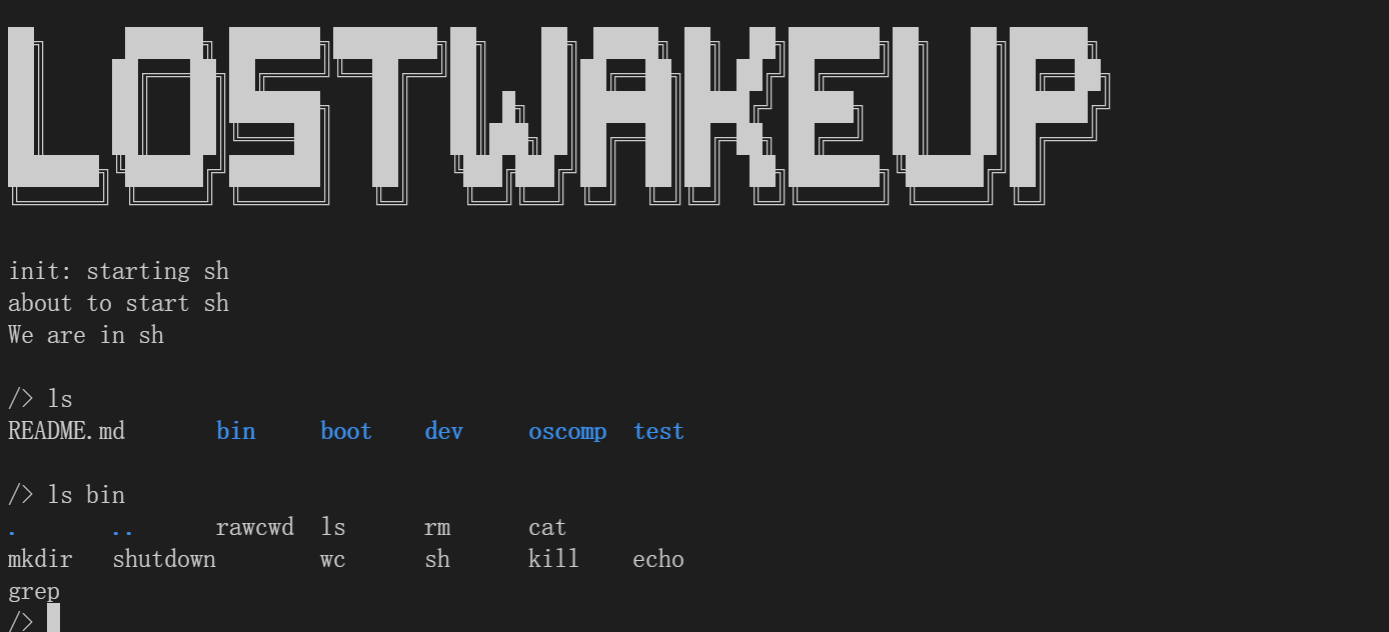 LOSTWAKEUP
init: starting sh
about to start sh
We are in sh
/> ls
README.md bin boot dev oscomp test
/> ls bin
. .. rawcwd ls rm cat
mkdir shutdown wc sh kill echo
grep
/>